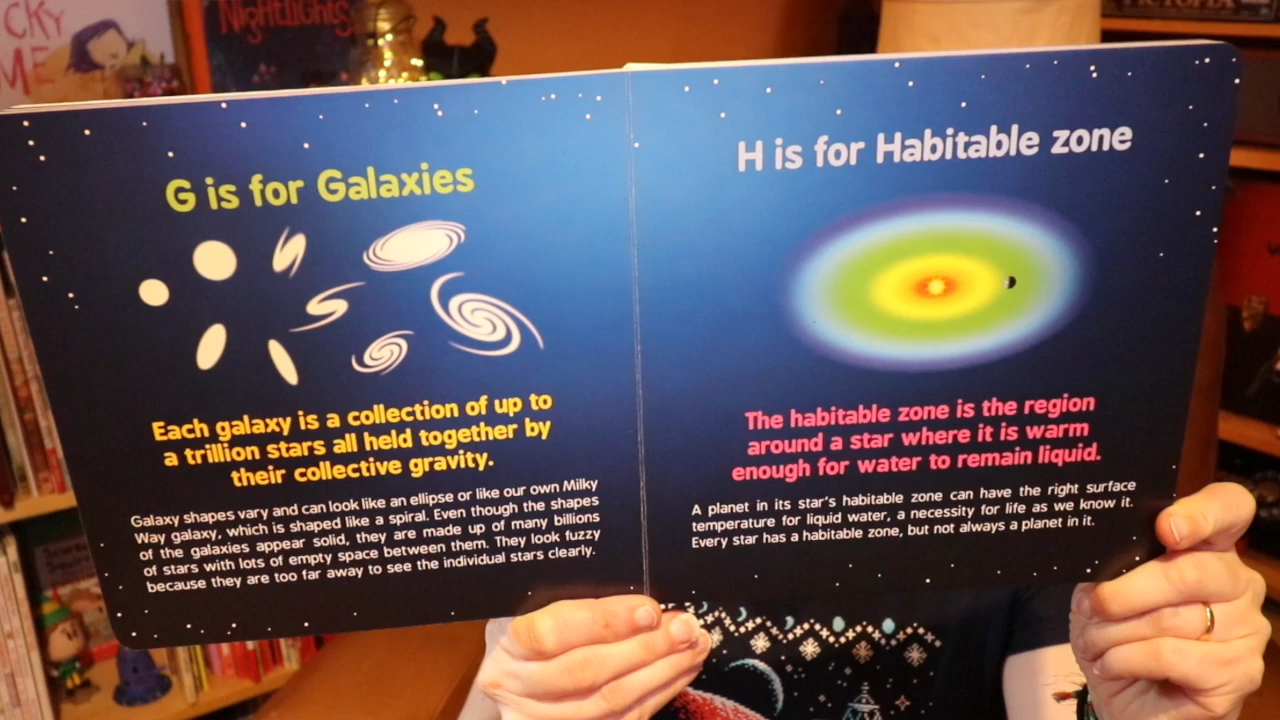 CKY
ME
NIGHTLIGHTS
G is for Galaxies
Each galaxy is a collection of up to
a trillion stars all held together by
their collective gravity.
Galaxy shapes vary and can look like an ellipse or like our own Milky
Way galaxy, which is shaped like a spiral. Even though the shapes
of the galaxies appear solid, they are made up of many billions
of stars with lots of empty space between them. They look fuzzy
because they are too far away to see the individual stars clearly.
H is for Habitable zone
The habitable zone is the region
around a star where it is warm
enough for water to remain liquid.
A planet in its star's habitable zone can have the right surface
temperature for liquid water, a necessity for life as we know it.
Every star has a habitable zone, but not always a planet in it.